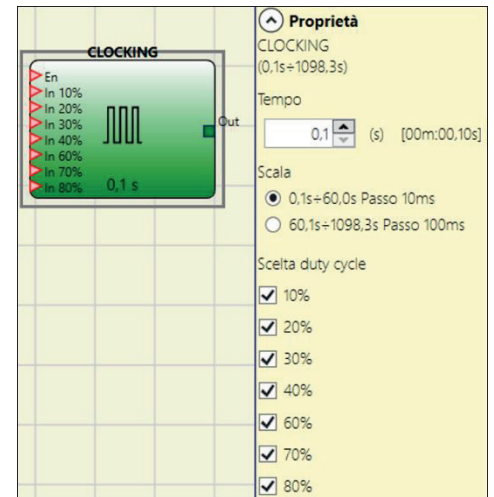 CLOCKING
En
In 10%
In 20%
In 30%
In 40%
In 60%
In 70%
In 80%
0,1 s
Out
Proprietà
CLOCKING
(0,1s÷1098,3s)
Tempo
0,1 (s) [00m:00,10s]
Scala
0,1s÷60,0s Passo 10ms
60,1s÷1098,3s Passo 100ms
Scelta duty cycle
10%
20%
30%
40%
60%
70%
80%